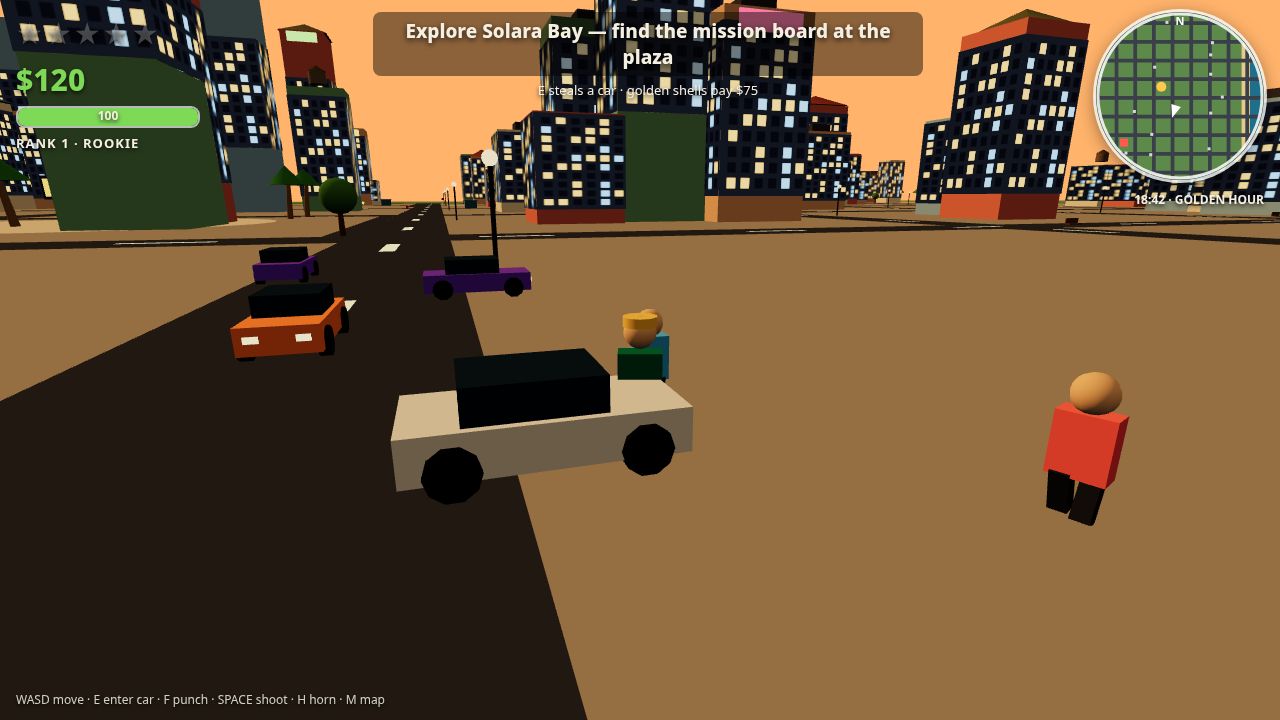 Explore Solara Bay — find the mission board at the
plaza
E steals a car · golden shells pay $75
$120
100
RANK 1 · ROOKIE
N
18:42 · GOLDEN HOUR
WASD move · E enter car · F punch · SPACE shoot · H horn · M map